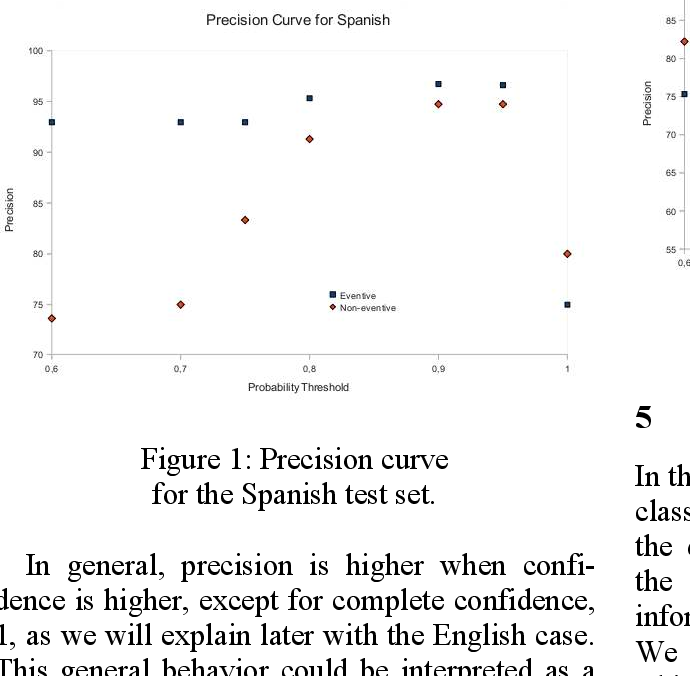 Precision Curve for Spanish
100
95
90
85
80
75
70
Precision
0,6
0,7
0,8
0,9
1
Probability Threshold
Eventive
Non-eventive
Figure 1: Precision curve
for the Spanish test set.
In general, precision is higher when confi-
dence is higher, except for complete confidence,
1, as we will explain later with the English case.
This general behavior could be interpreted as a
85
80
75
70
65
60
55
Precision
0,6
5
In th
class
the
the
infor
We